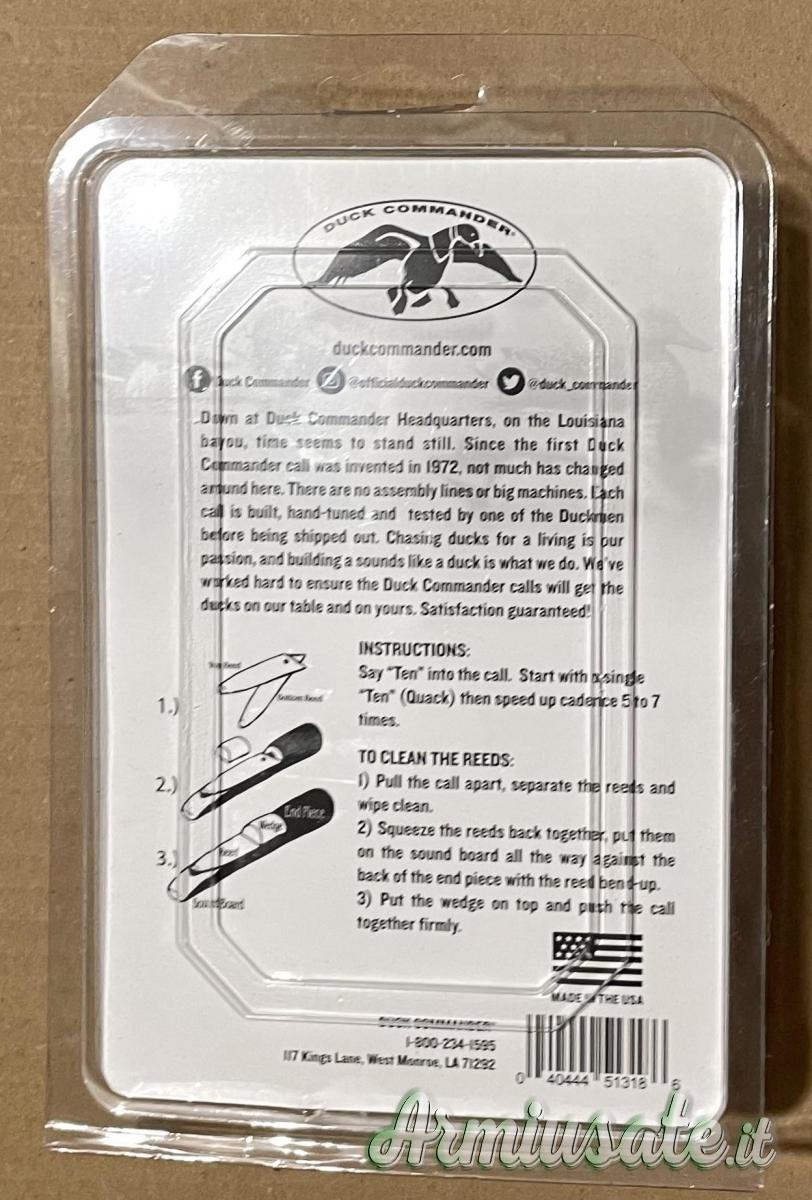 DUCK COMMANDER
duckcommander.com
Duck Commander @officialduckcommander @duck_commander
Down at Duck Commander Headquarters, on the Louisiana
bayou, time seems to stand still. Since the first Duck
Commander call was invented in 1972, not much has changed
around here. There are no assembly lines or big machines. Each
call is built, hand-tuned and tested by one of the Duckmen
before being shipped out. Chasing ducks for a living is our
passion, and building a sounds like a duck is what we do. We've
worked hard to ensure the Duck Commander calls will get the
ducks on our table and on yours. Satisfaction guaranteed!
INSTRUCTIONS:
Say "Ten" into the call. Start with a single
"Ten" (Quack) then speed up cadence 5 to 7
times.
1.)
Top Reed
Bottom Reed
2.)
3.)
End Piece
Wedge
Reed
Sound Board
TO CLEAN THE REEDS:
1) Pull the call apart, separate the reeds and
wipe clean.
2) Squeeze the reeds back together, put them
on the sound board all the way against the
back of the end piece with the reed bend-up.
3) Put the wedge on top and push the call
together firmly.
MADE IN THE USA
DUCK COMMANDER
1-800-234-1595
117 Kings Lane, West Monroe, LA 71292
0 40444 51318 6
Armiusate.it